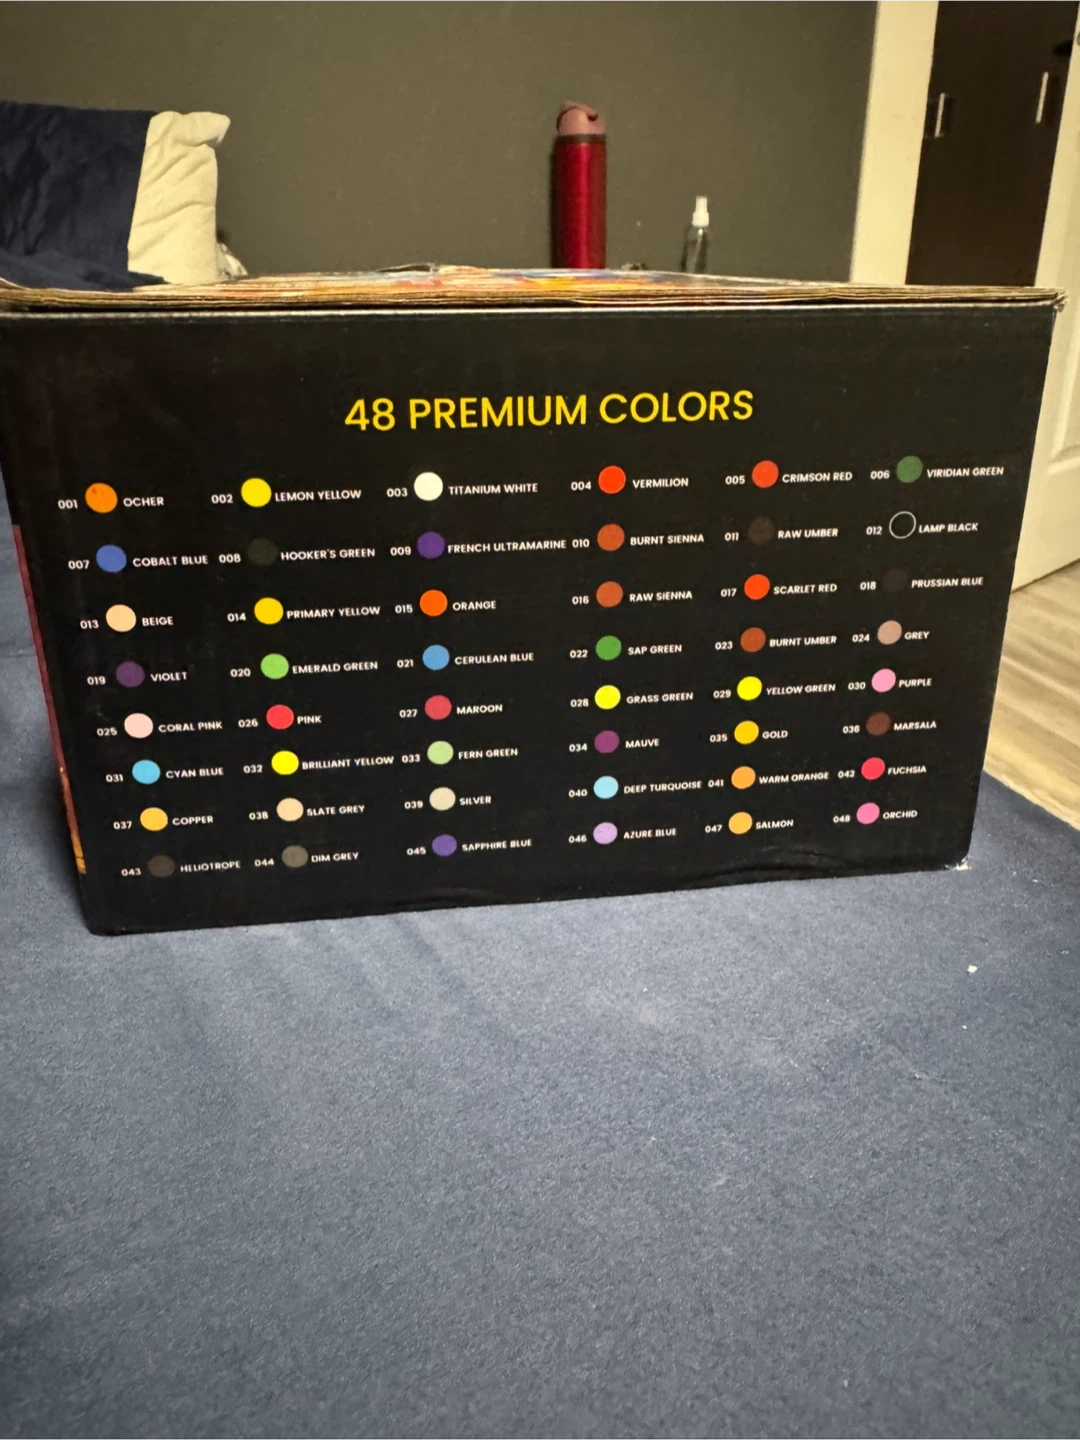 48 PREMIUM COLORS
001 OCHER 002 LEMON YELLOW 003 TITANIUM WHITE 004 VERMILION 005 CRIMSON RED 006 VIRIDIAN GREEN
007 COBALT BLUE 008 HOOKER'S GREEN 009 FRENCH ULTRAMARINE 010 BURNT SIENNA 011 RAW UMBER 012 LAMP BLACK
013 BEIGE 014 PRIMARY YELLOW 015 ORANGE 016 RAW SIENNA 017 SCARLET RED 018 PRUSSIAN BLUE
019 VIOLET 020 EMERALD GREEN 021 CERULEAN BLUE 022 SAP GREEN 023 BURNT UMBER 024 GREY
025 CORAL PINK 026 PINK 027 MAROON 028 GRASS GREEN 029 YELLOW GREEN 030 PURPLE
031 CYAN BLUE 032 BRILLIANT YELLOW 033 FERN GREEN 034 MAUVE 035 GOLD 036 MARSALA
037 COPPER 038 SLATE GREY 039 SILVER 040 DEEP TURQUOISE 041 WARM ORANGE 042 FUCHSIA
043 HELIOTROPE 044 DIM GREY 045 SAPPHIRE BLUE 046 AZURE BLUE 047 SALMON 048 ORCHID